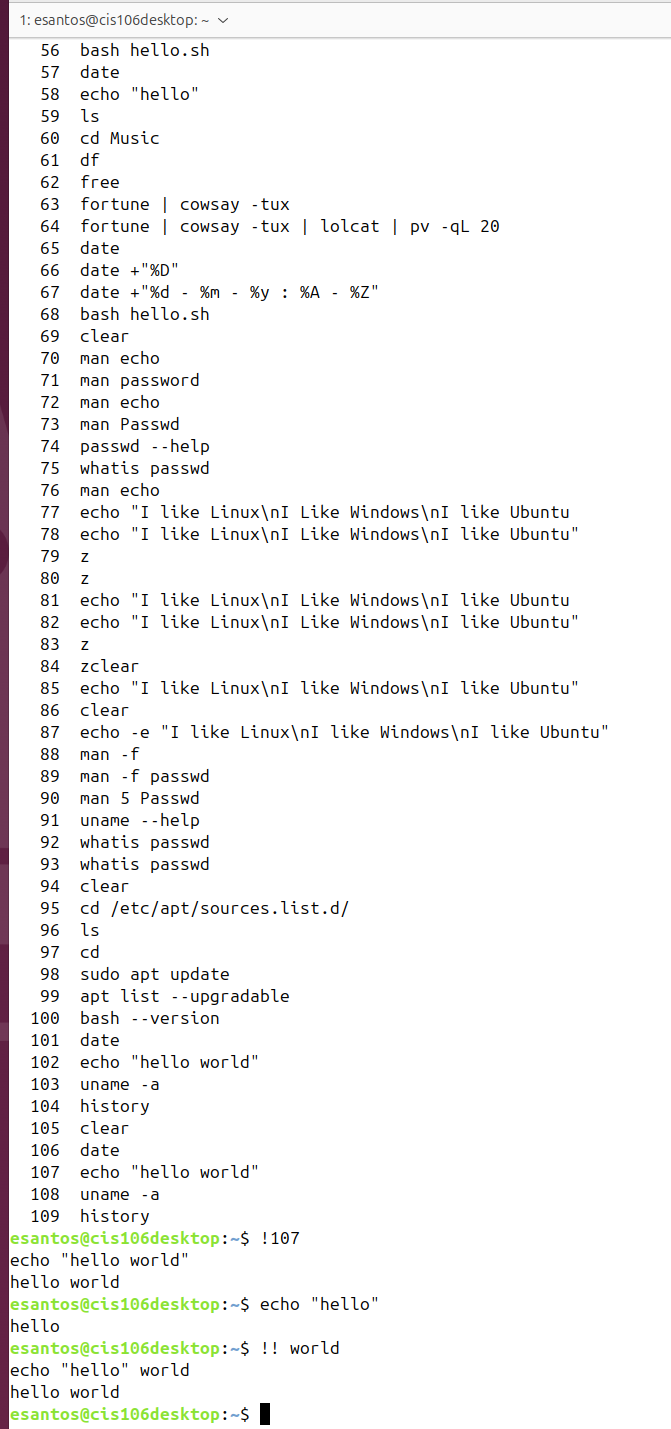 1: esantos@cis106desktop: ~
56 bash hello.sh
57 date
58 echo "hello"
59 ls
60 cd Music
61 df
62 free
63 fortune | cowsay -tux
64 fortune | cowsay -tux | lolcat | pv -qL 20
65 date
66 date +"%D"
67 date +"%d - %m - %y : %A - %Z"
68 bash hello.sh
69 clear
70 man echo
71 man password
72 man echo
73 man Passwd
74 passwd --help
75 whatis passwd
76 man echo
77 echo "I like Linux\nI Like Windows\nI like Ubuntu
78 echo "I like Linux\nI Like Windows\nI like Ubuntu"
79 z
80 z
81 echo "I like Linux\nI Like Windows\nI like Ubuntu
82 echo "I like Linux\nI Like Windows\nI like Ubuntu"
83 z
84 zclear
85 echo "I like Linux\nI like Windows\nI like Ubuntu"
86 clear
87 echo -e "I like Linux\nI like Windows\nI like Ubuntu"
88 man -f
89 man -f passwd
90 man 5 Passwd
91 uname --help
92 whatis passwd
93 whatis passwd
94 clear
95 cd /etc/apt/sources.list.d/
96 ls
97 cd
98 sudo apt update
99 apt list --upgradable
100 bash --version
101 date
102 echo "hello world"
103 uname -a
104 history
105 clear
106 date
107 echo "hello world"
108 uname -a
109 history
esantos@cis106desktop:~$ !107
echo "hello world"
hello world
esantos@cis106desktop:~$ echo "hello"
hello
esantos@cis106desktop:~$ !! world
echo "hello" world
hello world
esantos@cis106desktop:~$